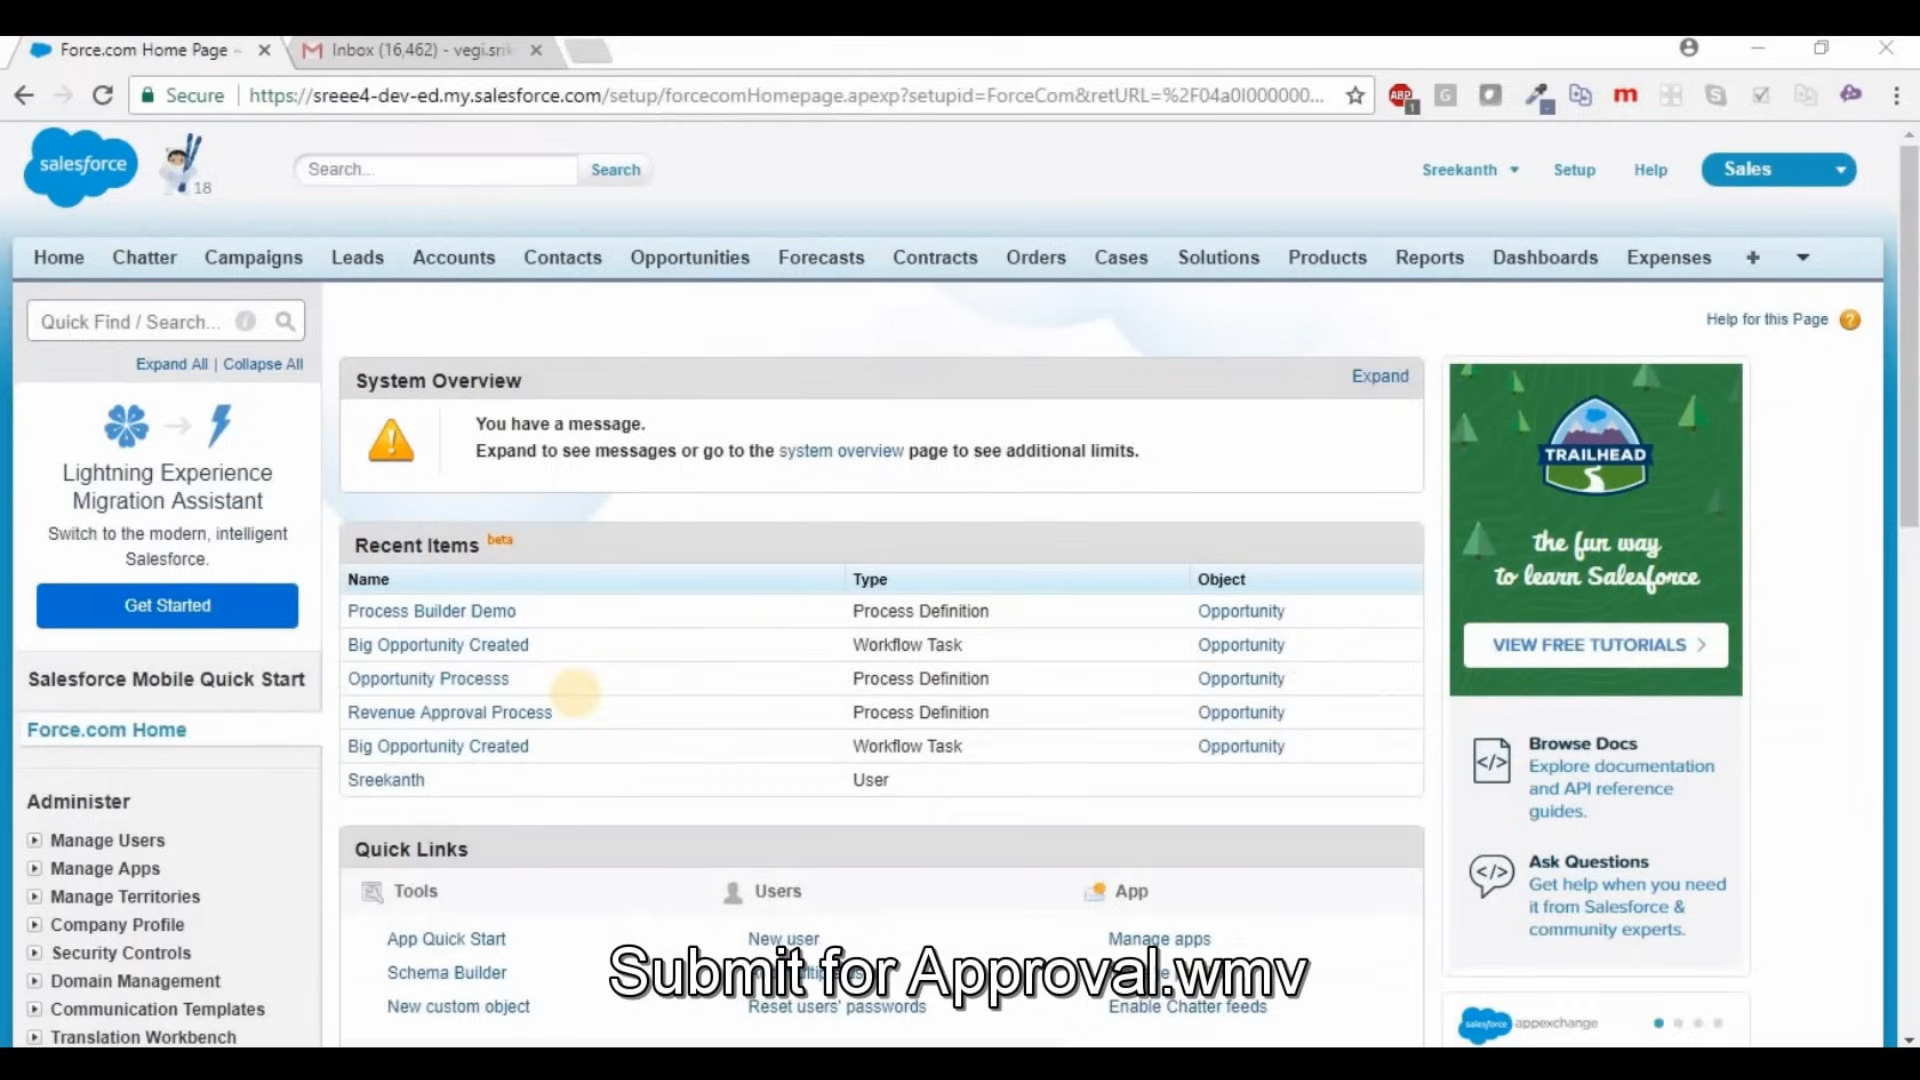 Force.com Home Page ~
Inbox (16,462) - vegi.srik
Secure
https://sreee4-dev-ed.my.salesforce.com/setup/forcecomHomepage.apexp?setupid=ForceCom&retURL=%2F04a0I000000...
ABP
1
G
m
S
salesforce
18
Search...
Search
Sreekanth
Setup
Help
Sales
Home
Chatter
Campaigns
Leads
Accounts
Contacts
Opportunities
Forecasts
Contracts
Orders
Cases
Solutions
Products
Reports
Dashboards
Expenses
+
Quick Find / Search...
i
Expand All | Collapse All
Lightning Experience
Migration Assistant
Switch to the modern, intelligent
Salesforce.
Get Started
Salesforce Mobile Quick Start
Force.com Home
Administer
Manage Users
Manage Apps
Manage Territories
Company Profile
Security Controls
Domain Management
Communication Templates
Translation Workbench
Help for this Page
?
System Overview
Expand
You have a message.
Expand to see messages or go to the system overview page to see additional limits.
Recent Items beta
Name Type Object
Process Builder Demo Process Definition Opportunity
Big Opportunity Created Workflow Task Opportunity
Opportunity Processs Process Definition Opportunity
Revenue Approval Process Process Definition Opportunity
Big Opportunity Created Workflow Task Opportunity
Sreekanth User
Quick Links
Tools
Users
App
App Quick Start
New user
Manage apps
Schema Builder
New custom object
Reset users' passwords
Enable Chatter feeds
Submit for Approval.wmv
TRAILHEAD
the fun way
to learn Salesforce
VIEW FREE TUTORIALS >
</>
Browse Docs
Explore documentation
and API reference
guides.
</>
Ask Questions
Get help when you need
it from Salesforce &
community experts.
salesforce appexchange